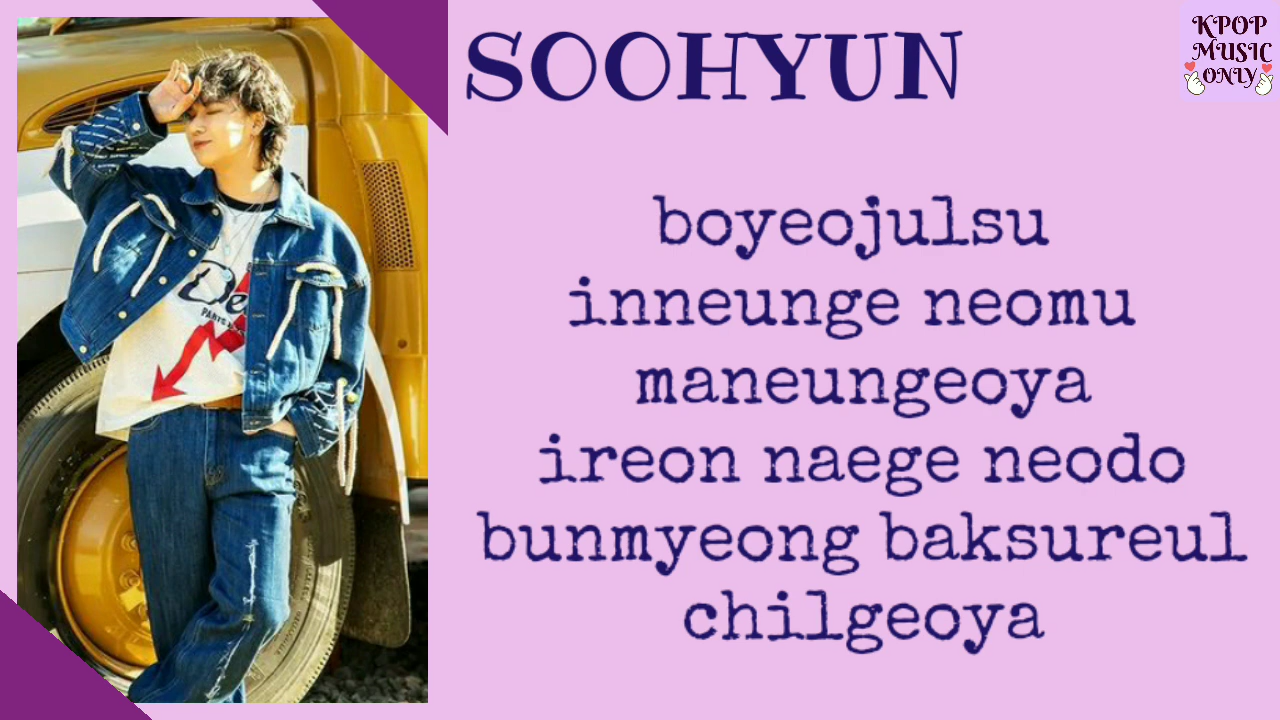 SOOHYUN
KPOP
MUSIC
ONLY
boyeojulsu
inneunge neomu
maneungeoya
ireon naege neodo
bunmyeong baksureul
chilgeoya